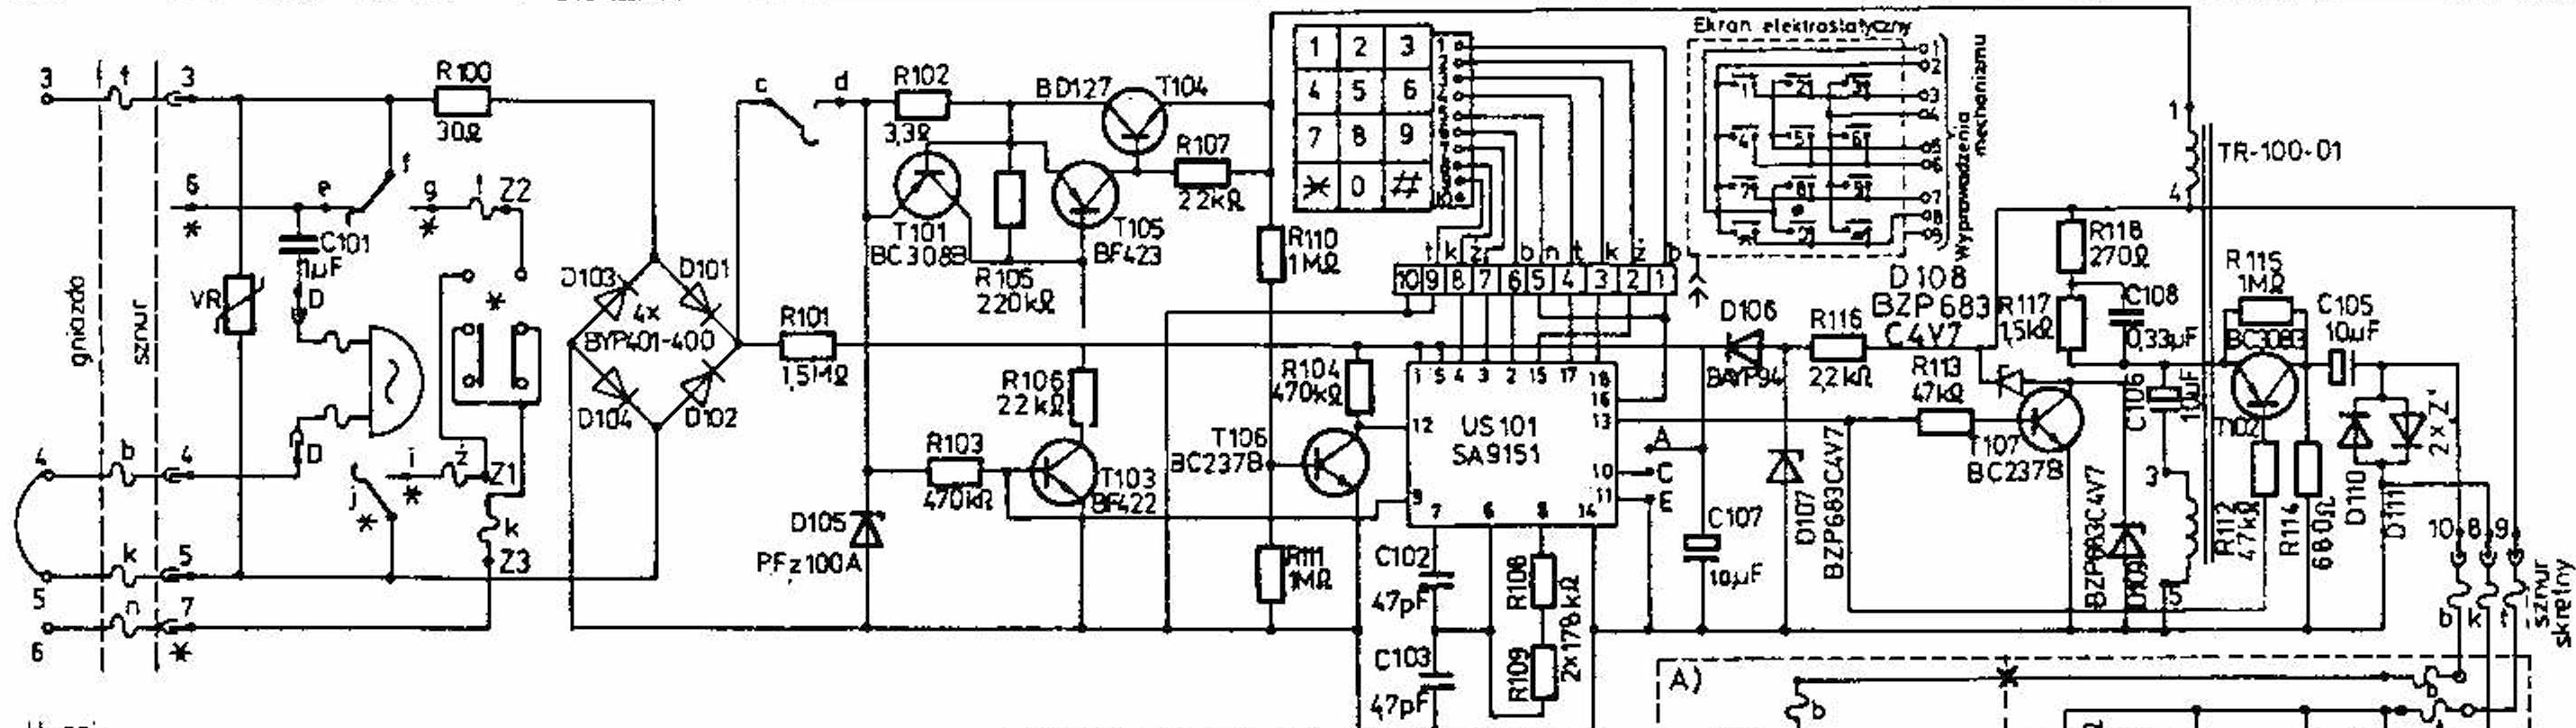 gniazdo
sznur
3
f
3
R100
30Ω
6
*
e
f
g
*
Z2
C101
1µF
D
VR
D
4
b
4
j
*
i
*
ż
Z1
k
Z3
5
k
5
6
n
7
*
D103
D101
4x
BYP401-400
D104
D102
c
d
R101
1,5MΩ
R102
3,3Ω
T101
BC308B
R105
220kΩ
BD127
T104
T105
BF423
R107
22kΩ
R106
22kΩ
R103
470kΩ
T103
BF422
D105
PFz100A
R110
1MΩ
R111
1MΩ
R104
470kΩ
T106
BC237B
1 2 3
4 5 6
7 8 9
* 0 #
Ekran elektrostatyczny
Wyprowadzenia
mechanizmu
b n t k ż b
10 9 8 7 6 5 4 3 2 1
1 5 4 3 2 15 17 18
16
13
12
US101
SA9151
10
11
9
7 6 8 14
A
C
E
C102
47pF
C103
47pF
R108
R109
2x178kΩ
C107
10µF
D106
BAYP94
R116
2,2kΩ
D107
BZP683C4V7
D108
BZP683
C4V7
R113
47kΩ
T107
BC237B
R118
270Ω
R117
1,5kΩ
C108
0,33µF
C106
10µF
BZP683C4V7
D109
1
4
TR-100-01
3
5
R115
1MΩ
BC308B
T102
R112
47kΩ
R114
680Ω
C105
10µF
D110
D111
10 8 9
b k
sznur
skrętny
A)
b
b